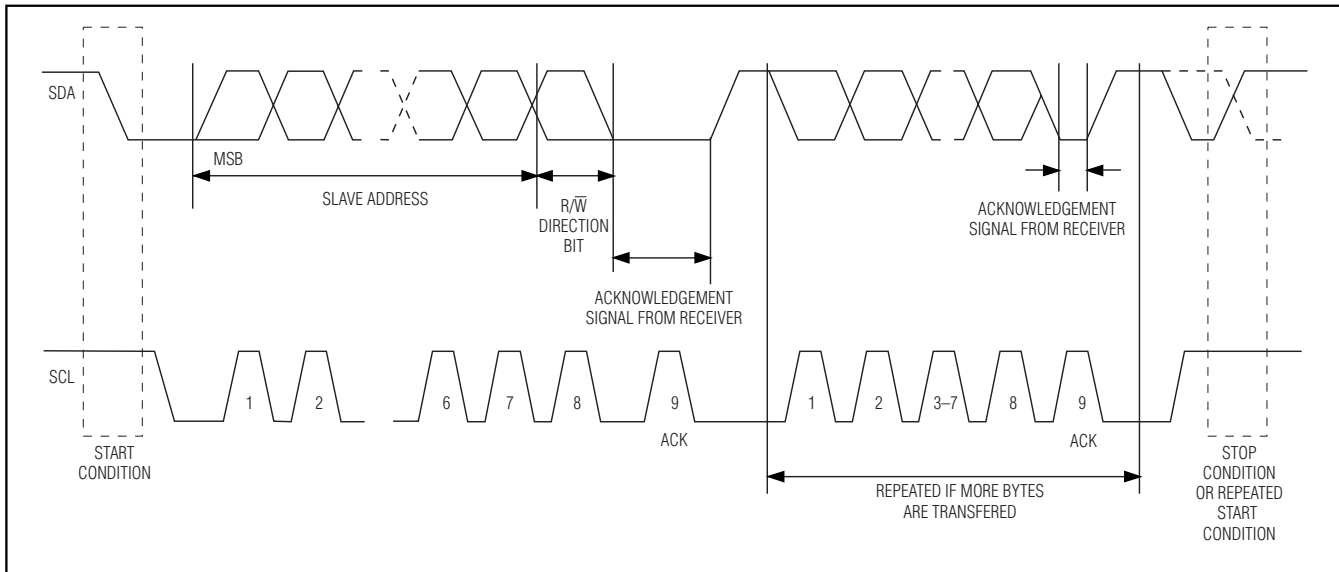 SDA
MSB
SLAVE ADDRESS
R/W̅
DIRECTION
BIT
ACKNOWLEDGEMENT
SIGNAL FROM RECEIVER
ACKNOWLEDGEMENT
SIGNAL FROM RECEIVER
SCL
1 2 6 7 8 9 1 2 3–7 8 9
ACK ACK
START
CONDITION
REPEATED IF MORE BYTES
ARE TRANSFERED
STOP
CONDITION
OR REPEATED
START
CONDITION